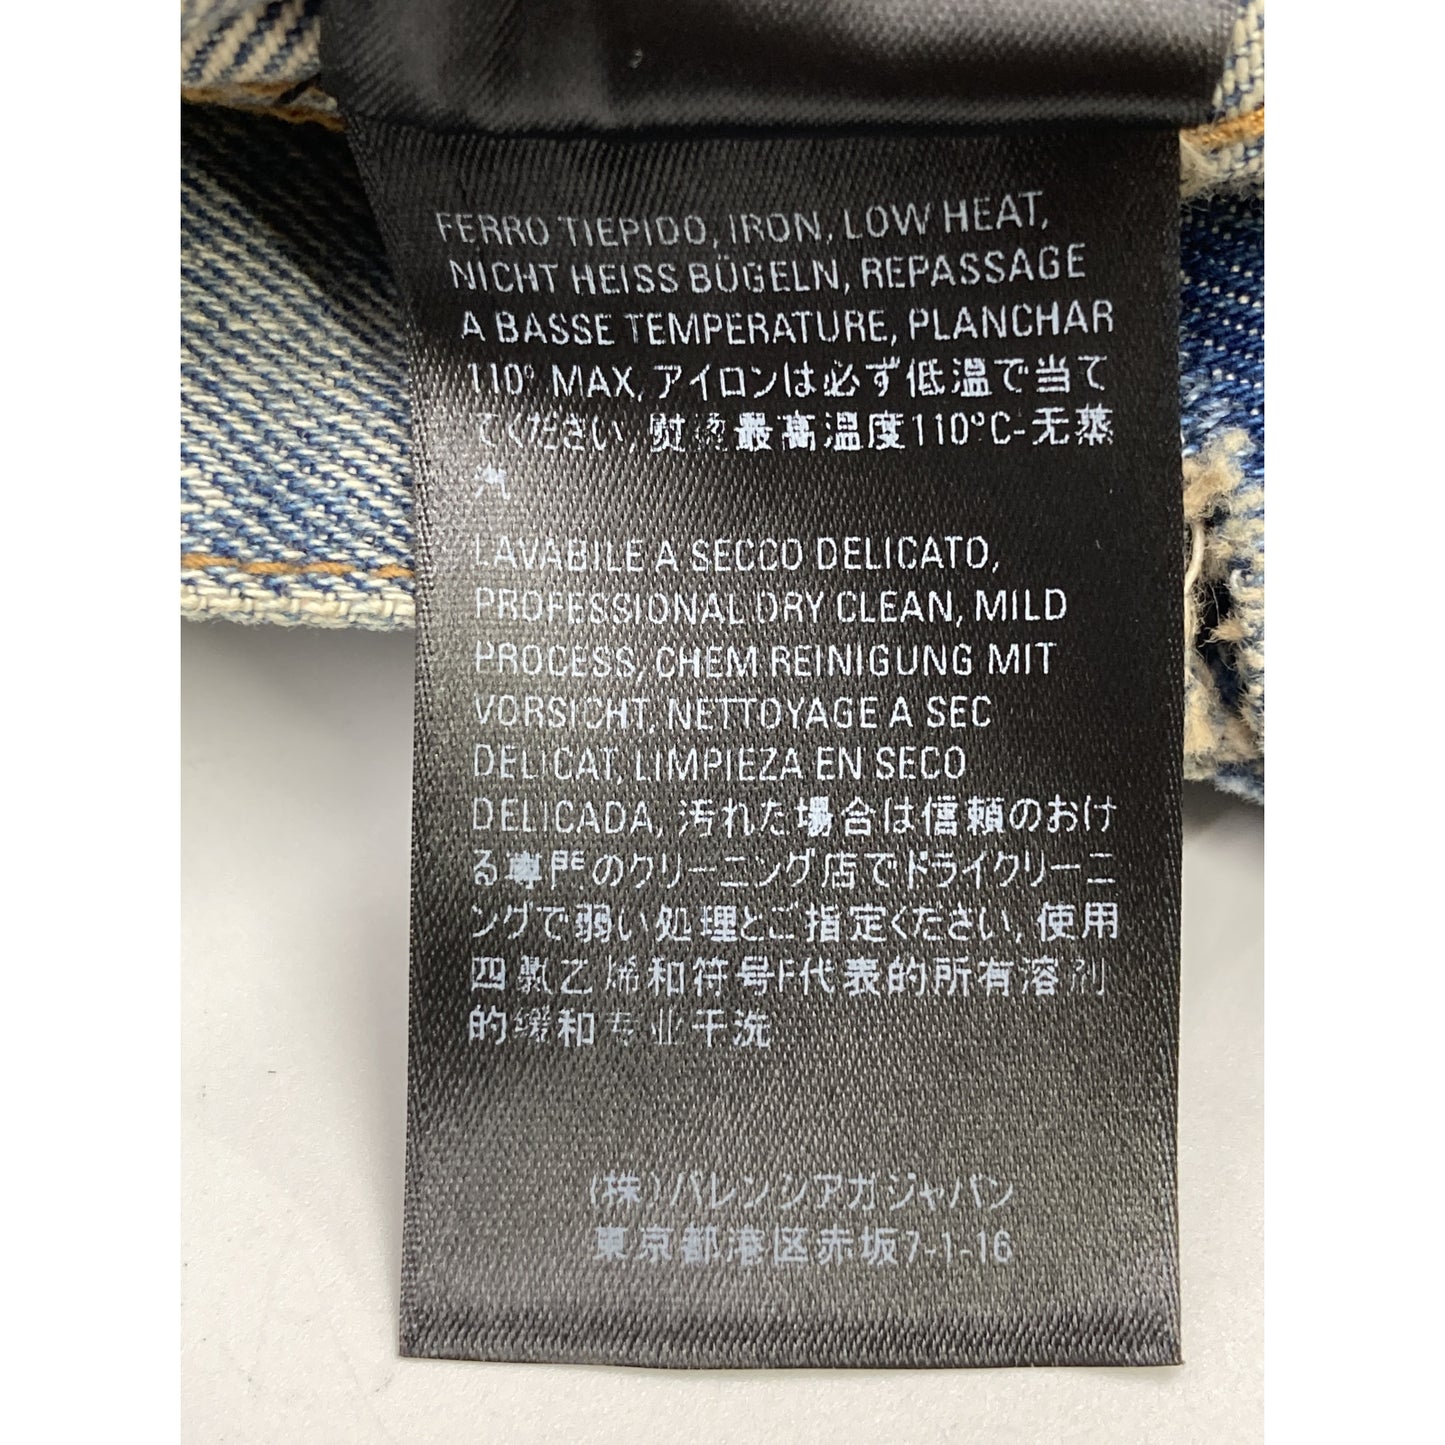 FERRO TIEPIDO, IRON, LOW HEAT,
NICHT HEISS BÜGELN, REPASSAGE
A BASSE TEMPERATURE, PLANCHAR
110° MAX, アイロンは必ず低温で当て
てください, 熨烫最高温度110°C-无蒸
汽
LAVABILE A SECCO DELICATO,
PROFESSIONAL DRY CLEAN, MILD
PROCESS, CHEM REINIGUNG MIT
VORSICHT, NETTOYAGE A SEC
DELICAT, LIMPIEZA EN SECO
DELICADA, 汚れた場合は信頼のおけ
る専門のクリーニング店でドライクリーニ
ングで弱い処理とご指定ください, 使用
四氯乙烯和符号F代表的所有溶剂
的缓和专业干洗
(株)バレンシアガジャパン
東京都港区赤坂7-1-16